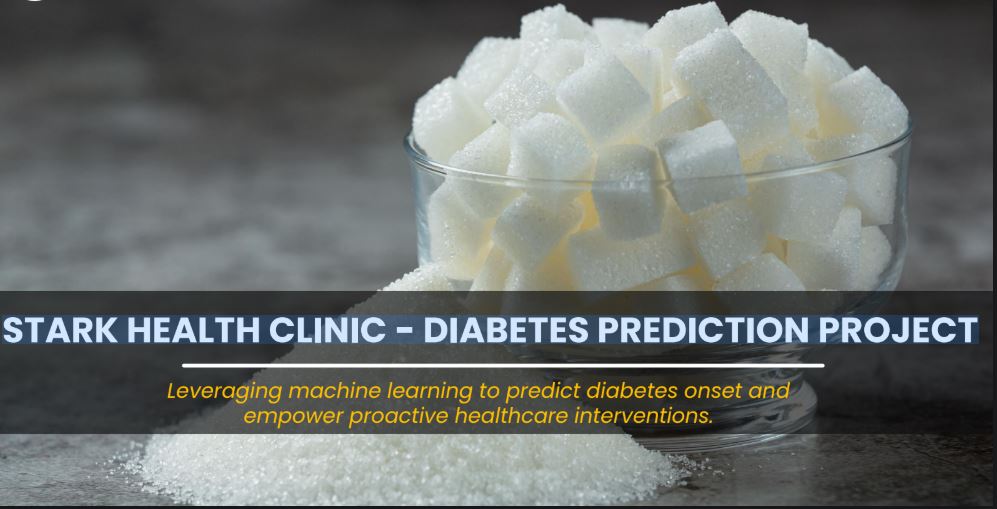 STARK HEALTH CLINIC - DIABETES PREDICTION PROJECT
Leveraging machine learning to predict diabetes onset and
empower proactive healthcare interventions.